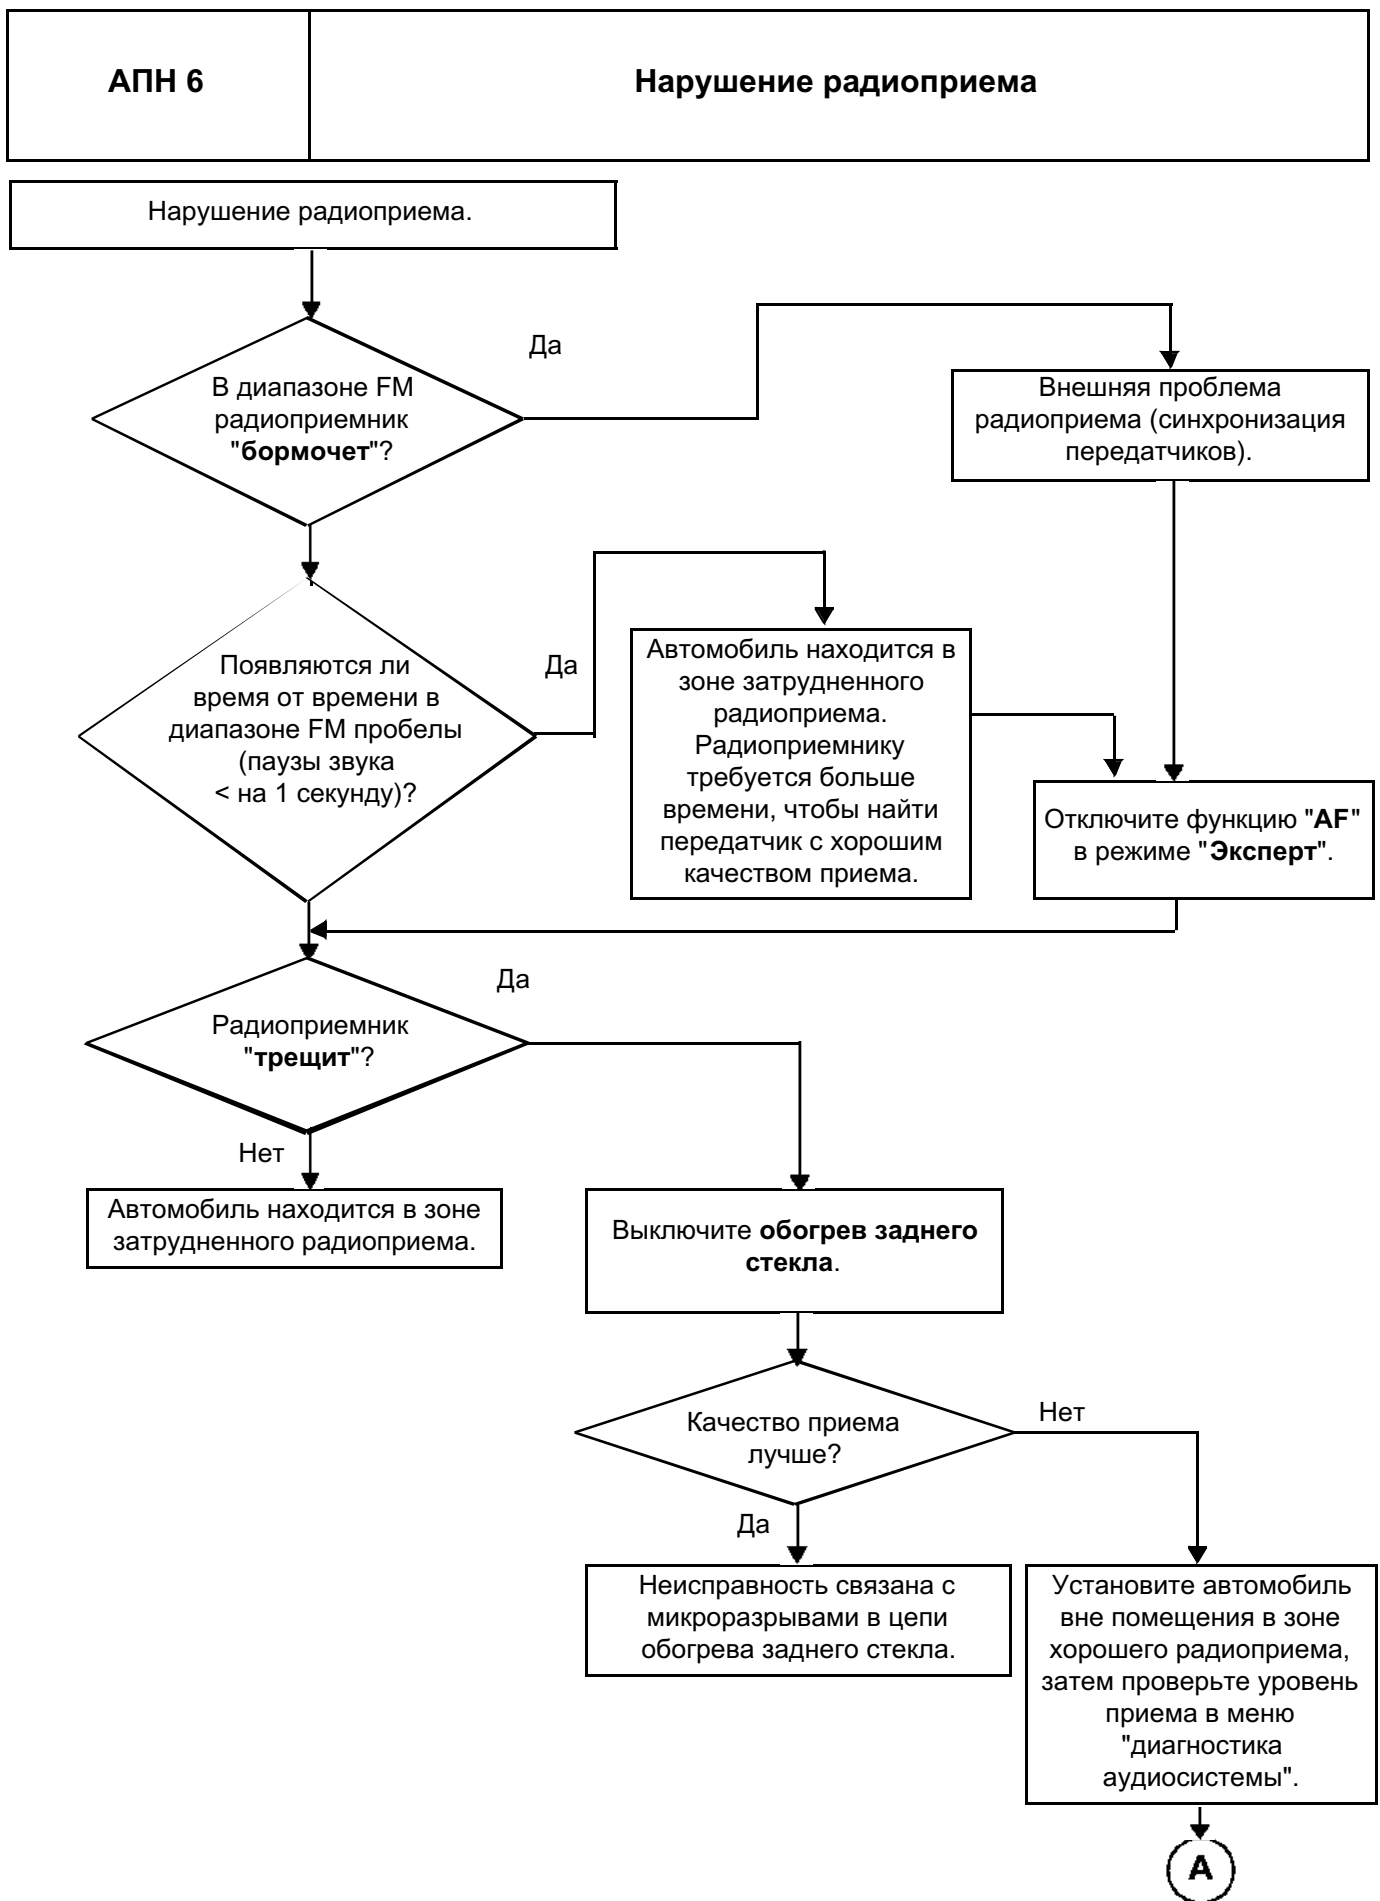 АПН 6
Нарушение радиоприема
Нарушение радиоприема.
Да
В диапазоне FM
радиоприемник
"бормочет"?
Внешняя проблема
радиоприема (синхронизация
передатчиков).
Появляются ли
время от времени в
диапазоне FM пробелы
(паузы звука
< на 1 секунду)?
Да
Автомобиль находится в
зоне затрудненного
радиоприема.
Радиоприемнику
требуется больше
времени, чтобы найти
передатчик с хорошим
качеством приема.
Отключите функцию "AF"
в режиме "Эксперт".
Да
Радиоприемник
"трещит"?
Нет
Автомобиль находится в зоне
затрудненного радиоприема.
Выключите обогрев заднего
стекла.
Качество приема
лучше?
Нет
Да
Неисправность связана с
микроразрывами в цепи
обогрева заднего стекла.
Установите автомобиль
вне помещения в зоне
хорошего радиоприема,
затем проверьте уровень
приема в меню
"диагностика
аудиосистемы".
А